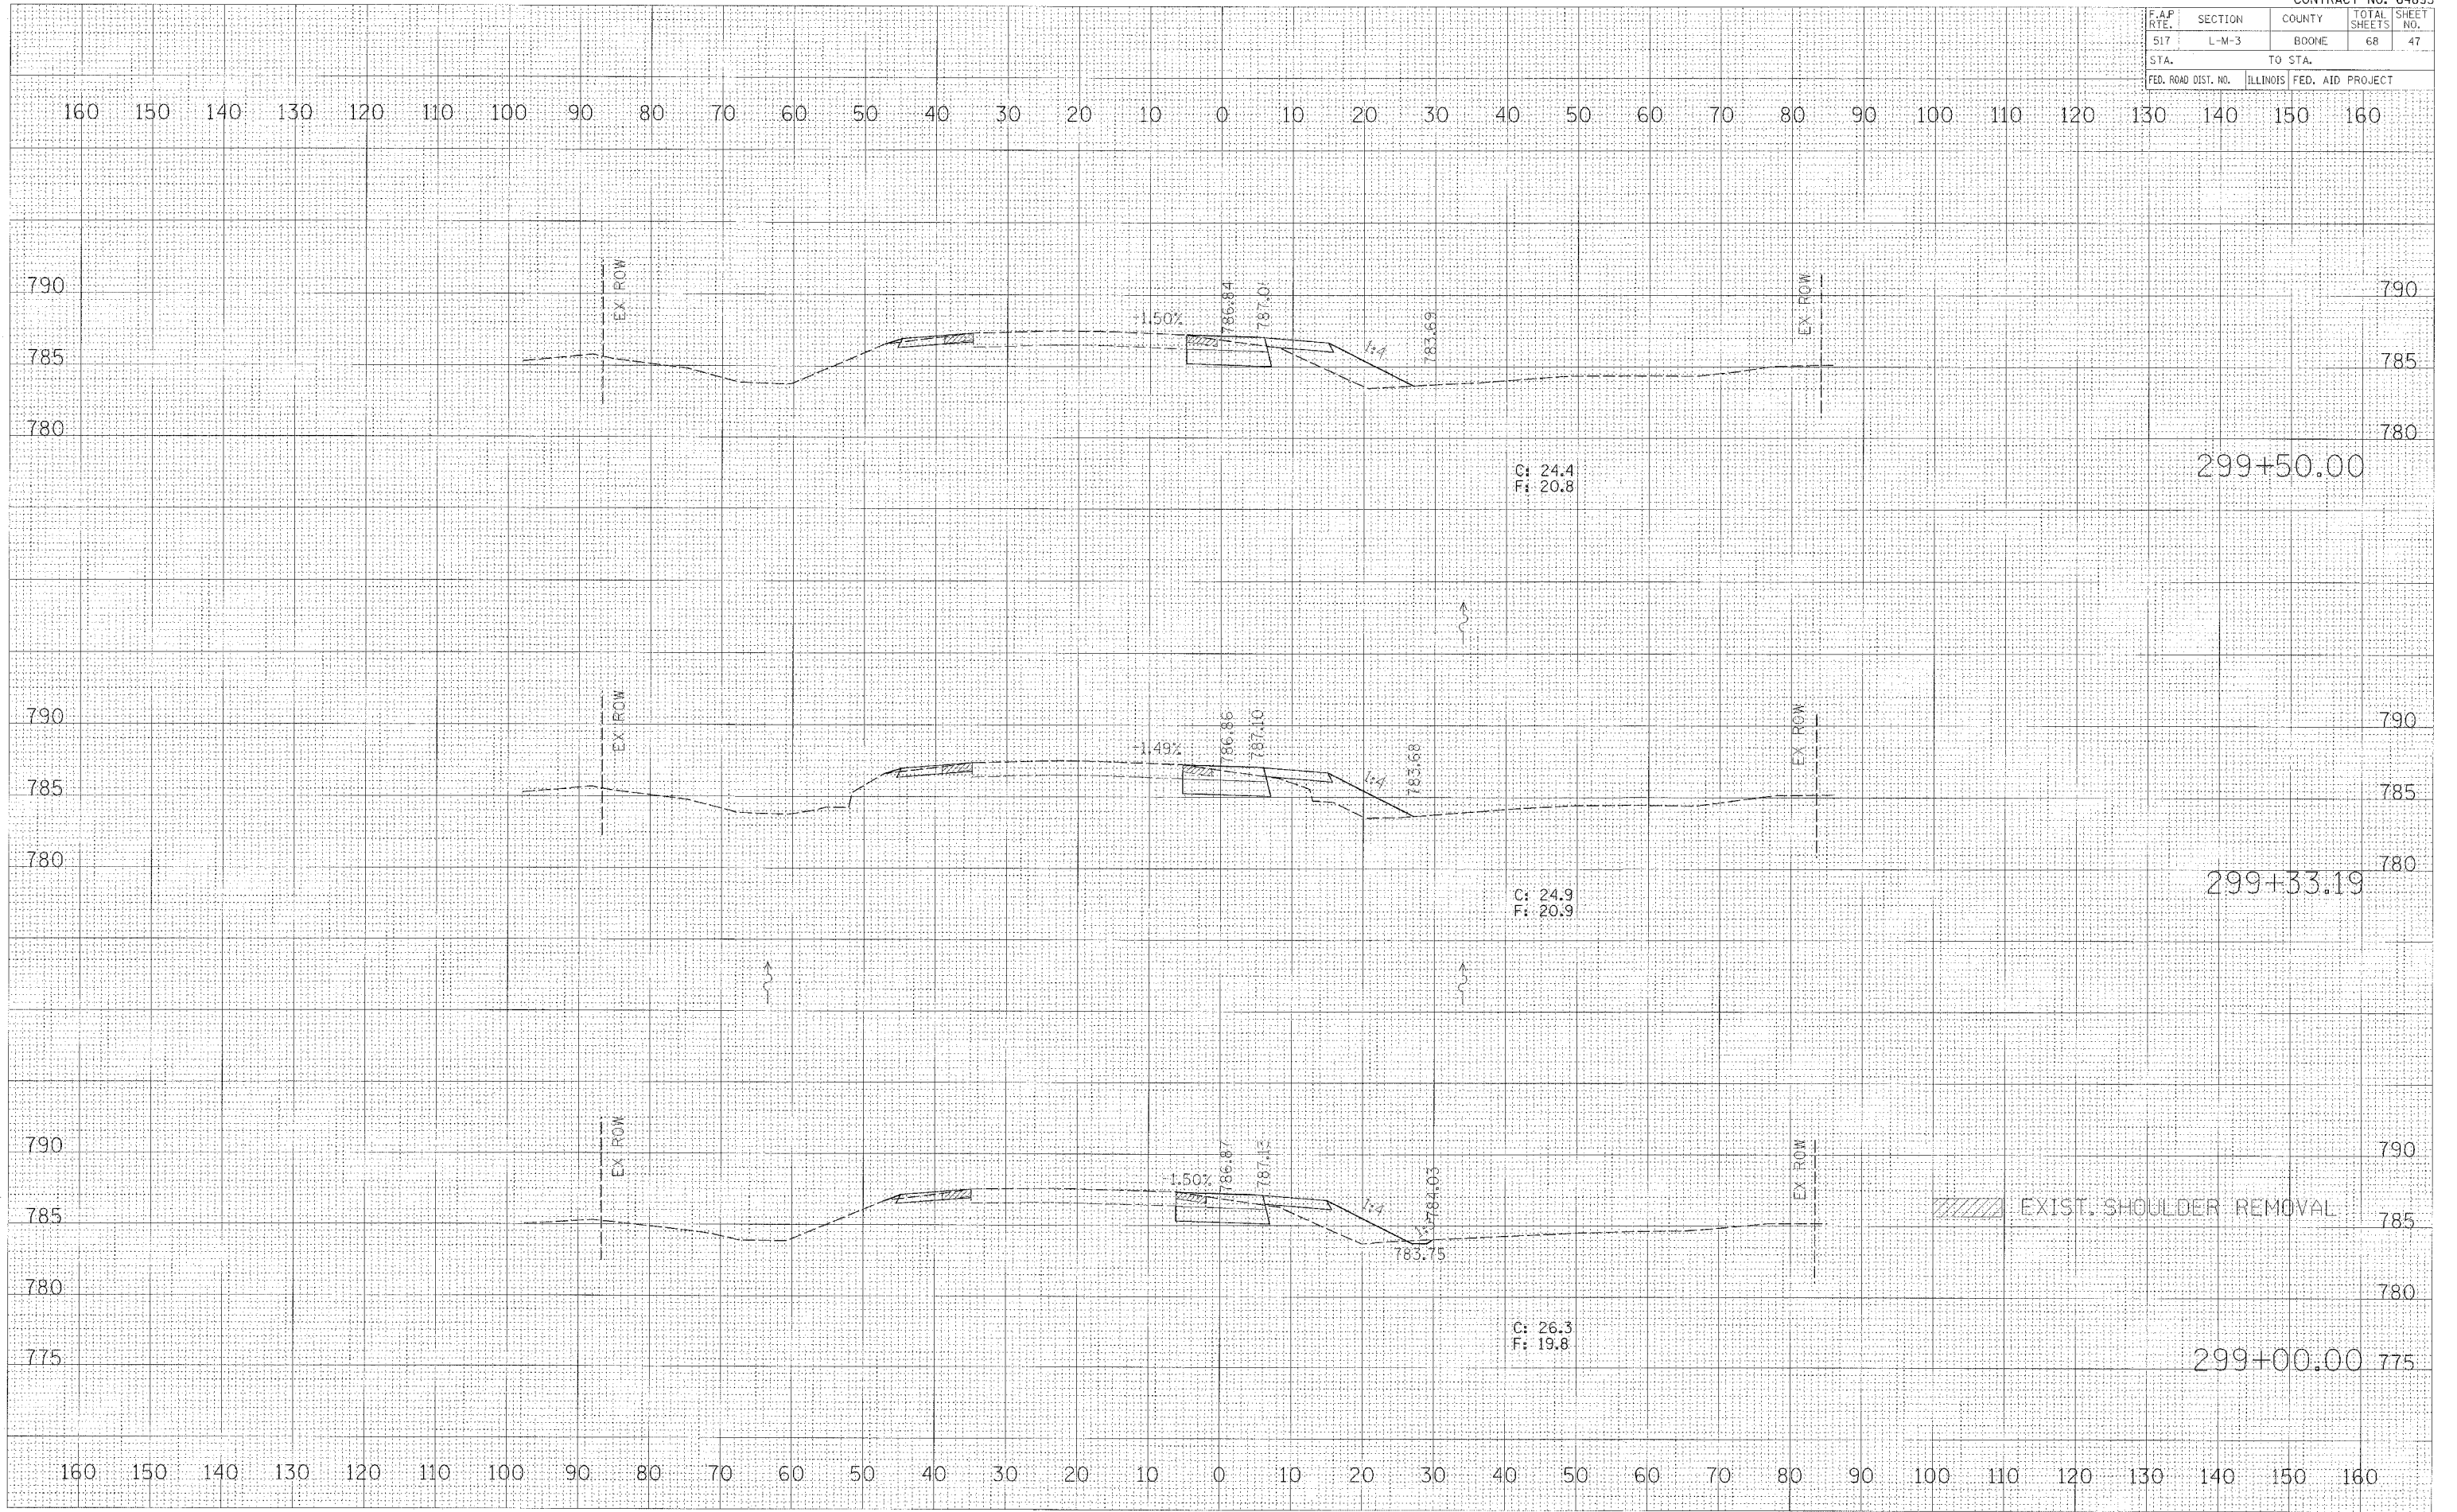 F.A.P. RTE. SECTION COUNTY TOTAL SHEETS SHEET NO.
517 L-M-3 BOONE 68 47
STA. TO STA.
FED. ROAD DIST. NO. ILLINOIS FED. AID PROJECT
160 150 140 130 120 110 100 90 80 70 60 50 40 30 20 10 0 10 20 30 40 50 60 70 80 90 100 110 120 130 140 150 160
790 EX ROW -1.50% 786.84 EX ROW 790
785 1:4 783.69 785
780 780
299+50.00
C: 24.4
F: 20.8
790 EX ROW -1.49% 786.86 787.10 EX ROW 790
785 1:4 783.68 785
780 780
299+33.19
C: 24.9
F: 20.9
790 EX ROW -1.50% 786.87 EX ROW 790
785 1:4 784.03 EXIST. SHOULDER REMOVAL 785
783.75
780 780
C: 26.3
F: 19.8
775 299+00.00 775
160 150 140 130 120 110 100 90 80 70 60 50 40 30 20 10 0 10 20 30 40 50 60 70 80 90 100 110 120 130 140 150 160